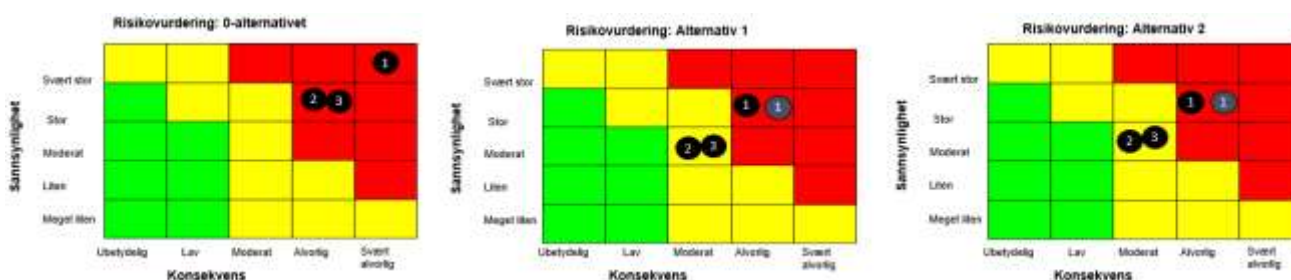 Risikovurdering: 0-alternativet
Sannsynlighet
Svært stor
Stor
Moderat
Liten
Meget liten
1
2 3
Ubetydelig Lav Moderat Alvorlig Svært
alvorlig
Konsekvens
Risikovurdering: Alternativ 1
Sannsynlighet
Svært stor
Stor
Moderat
Liten
Meget liten
1 1
2 3
Ubetydelig Lav Moderat Alvorlig Svært
alvorlig
Konsekvens
Risikovurdering: Alternativ 2
Sannsynlighet
Svært stor
Stor
Moderat
Liten
Meget liten
1 1
2 3
Ubetydelig Lav Moderat Alvorlig Svært
alvorlig
Konsekvens